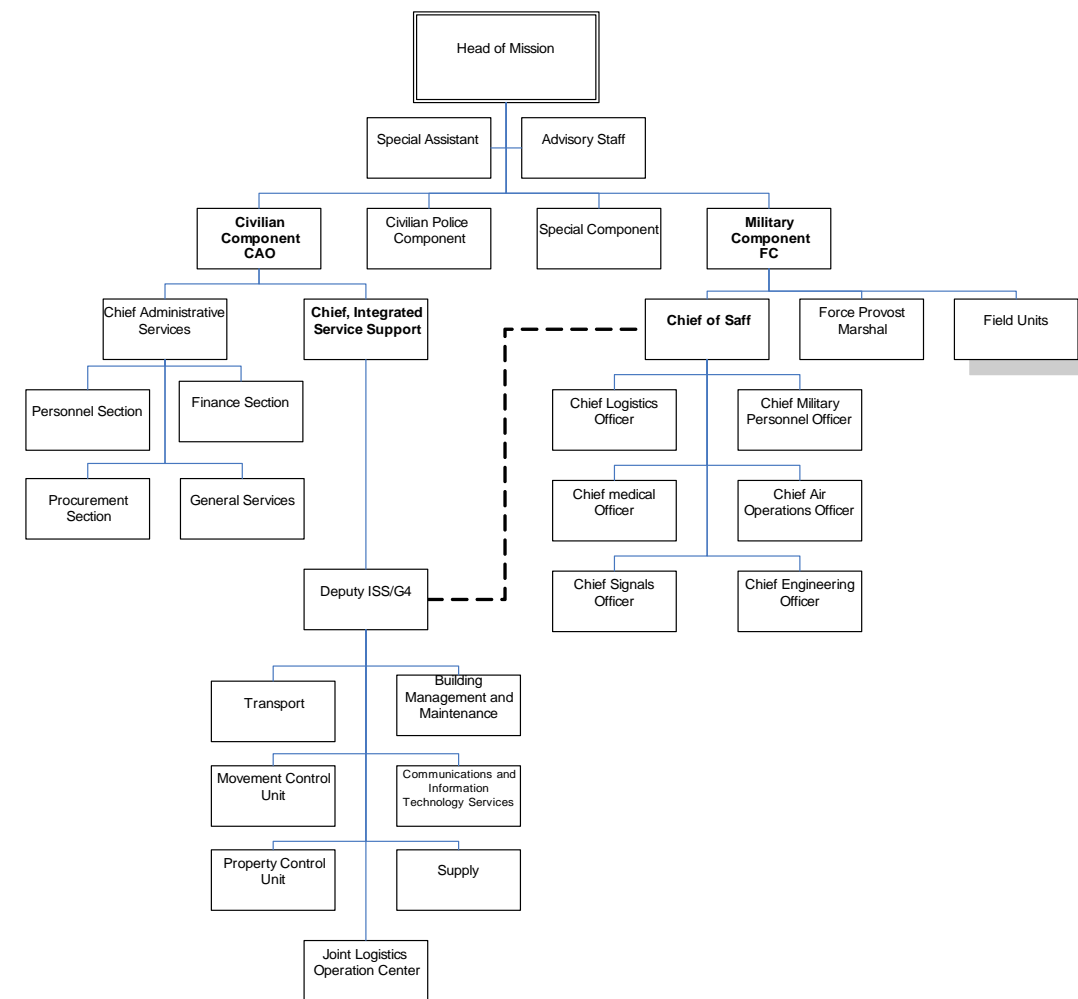 Head of Mission
Special Assistant
Advisory Staff
Civilian
Component
CAO
Civilian Police
Component
Special Component
Military
Component
FC
Chief Administrative
Services
Chief, Integrated
Service Support
Chief of Saff
Force Provost
Marshal
Field Units
Personnel Section
Finance Section
Chief Logistics
Officer
Chief Military
Personnel Officer
Procurement
Section
General Services
Chief medical
Officer
Chief Air
Operations Officer
Deputy ISS/G4
Chief Signals
Officer
Chief Engineering
Officer
Transport
Building
Management and
Maintenance
Movement Control
Unit
Communications and
Information
Technology Services
Property Control
Unit
Supply
Joint Logistics
Operation Center